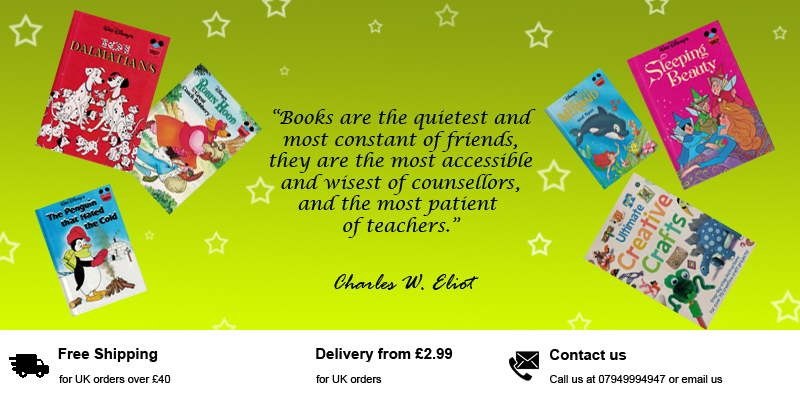 Walt Disney's
101
DALMATIANS
Disney's
ROBIN HOOD
Walt Disney's
The Penguin
that Hated
the Cold
“Books are the quietest and
most constant of friends,
they are the most accessible
and wisest of counsellors,
and the most patient
of teachers.”
Charles W. Eliot
Disney's
Walt Disney's
Sleeping
Beauty
Ultimate
Creative
Crafts
Free Shipping
for UK orders over £40
Delivery from £2.99
for UK orders
Contact us
Call us at 07949994947 or email us